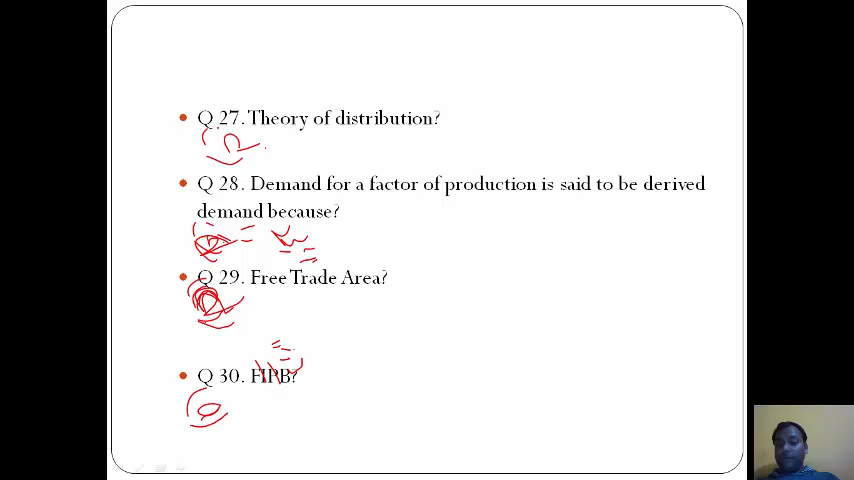 Q 27. Theory of distribution?
Q 28. Demand for a factor of production is said to be derived
demand because?
Q 29. Free Trade Area?
Q 30. FIPB?